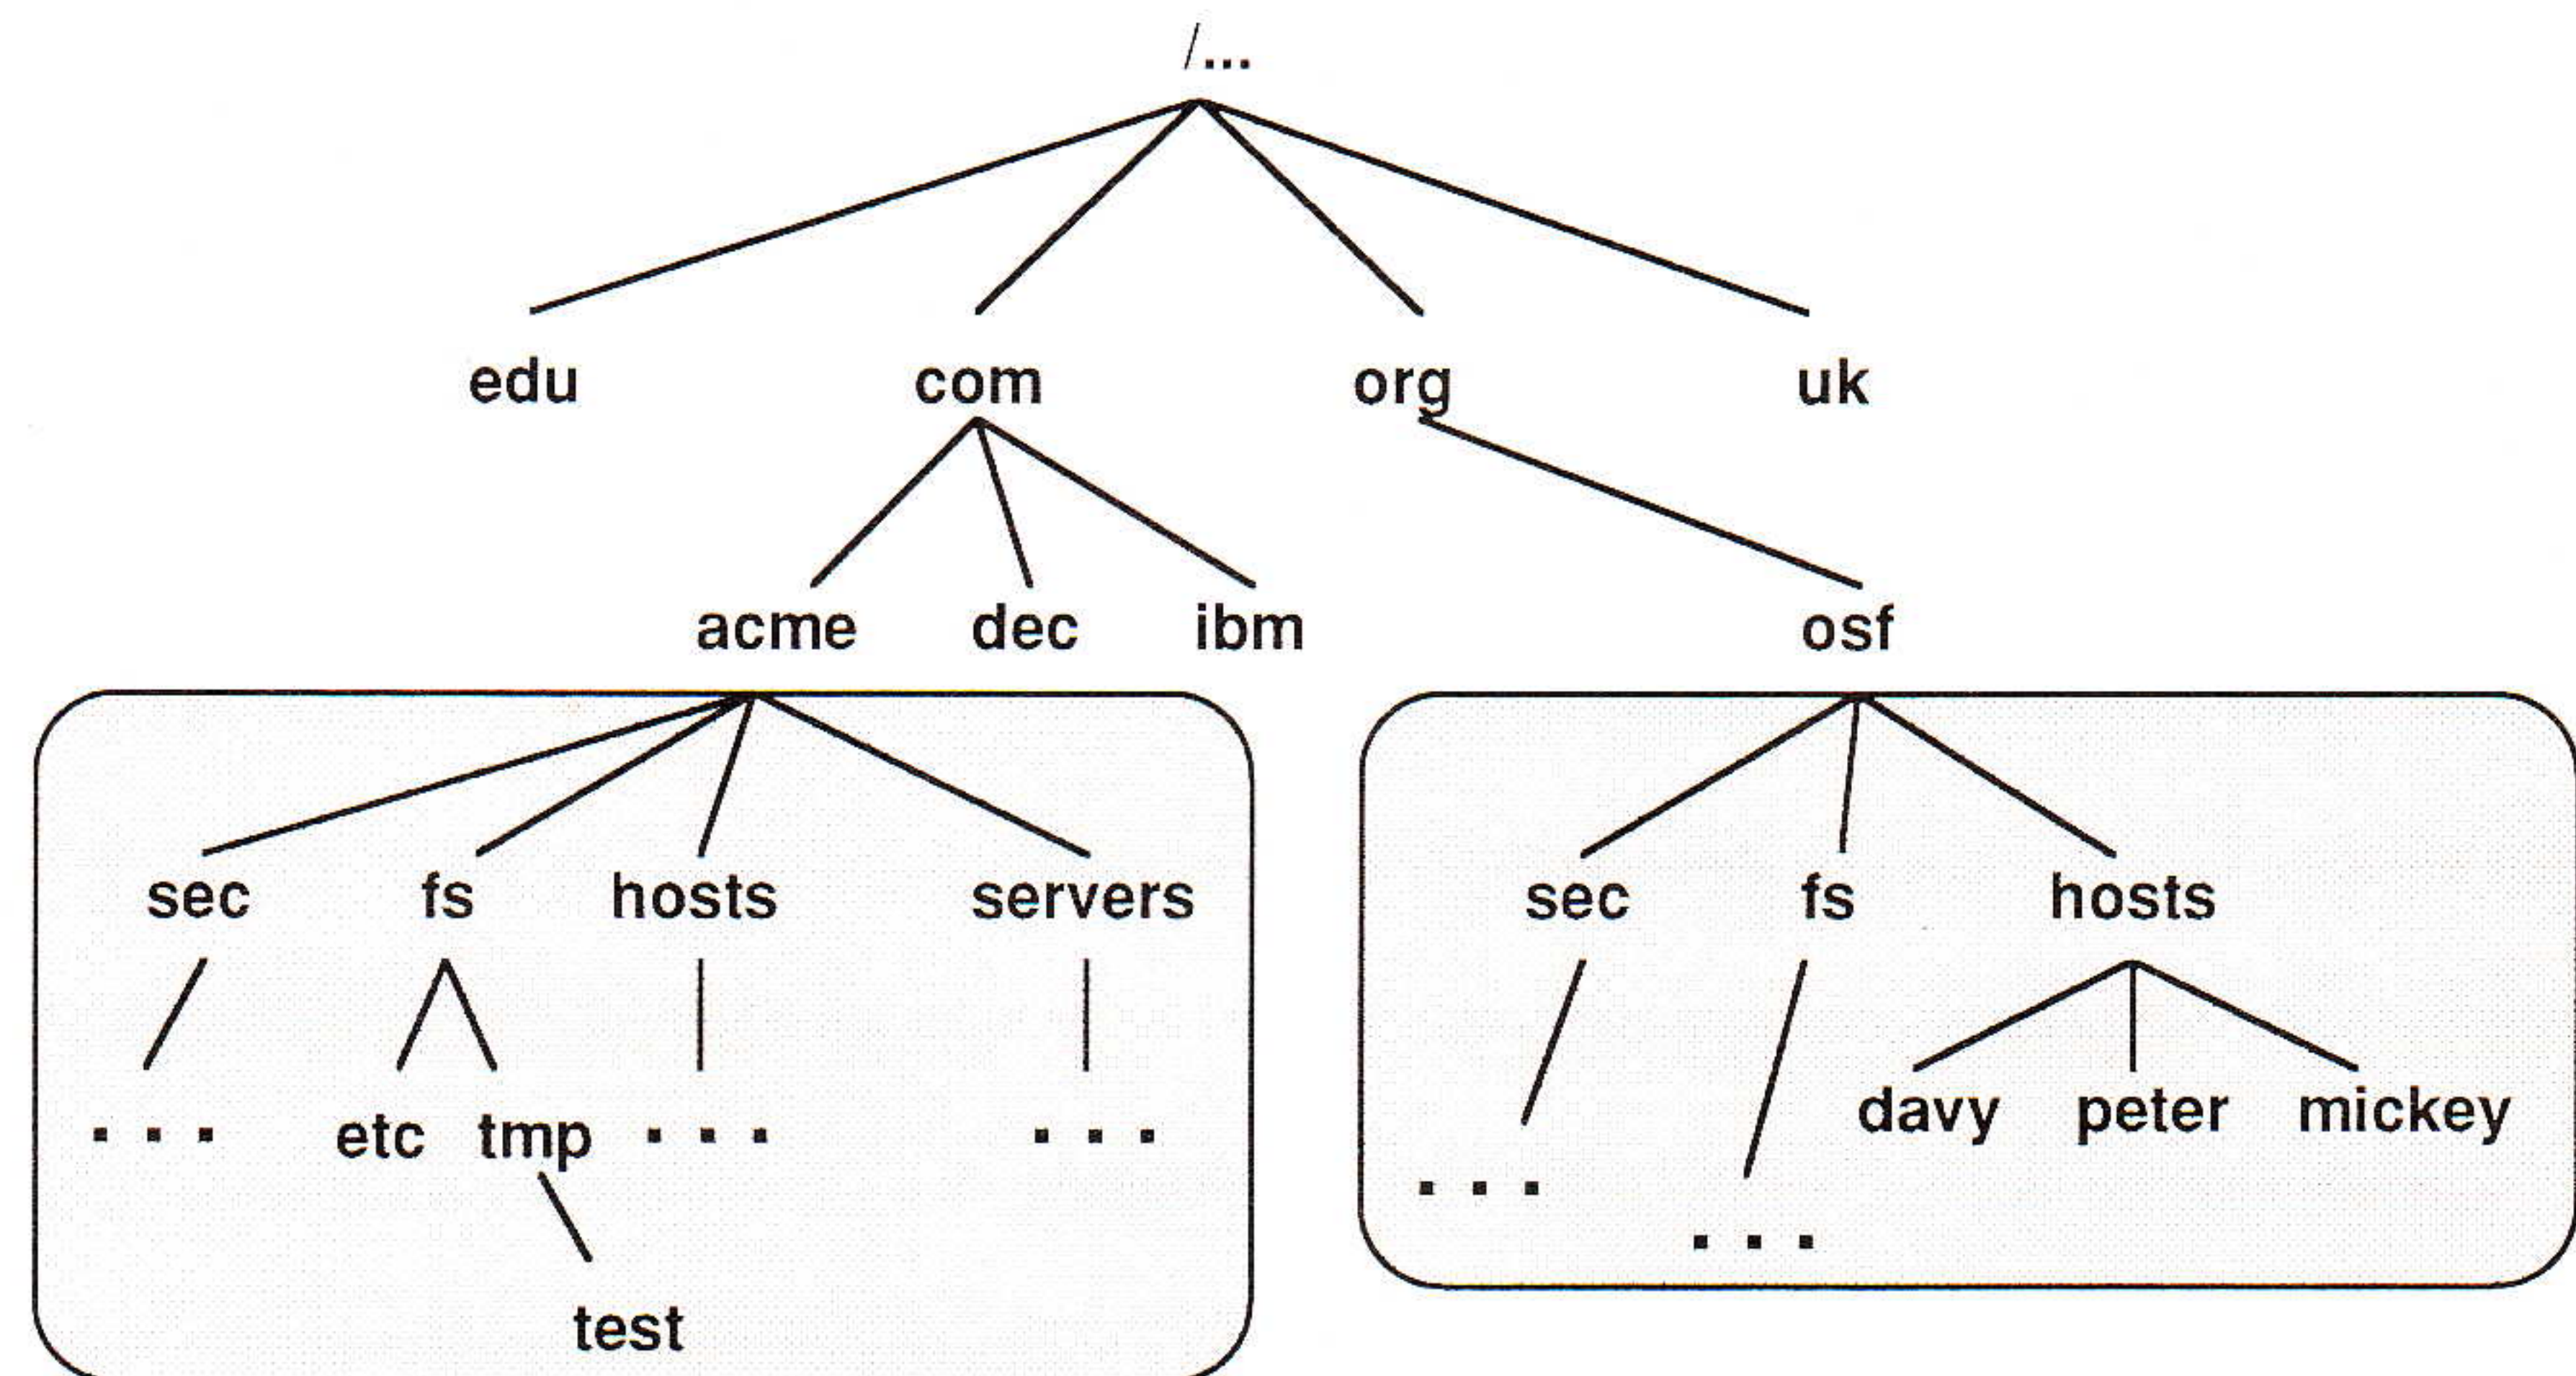 /...
edu com org uk
acme dec ibm osf
sec fs hosts servers sec fs hosts
. . . etc tmp . . . . . . davy peter mickey
. . .
. . .
test